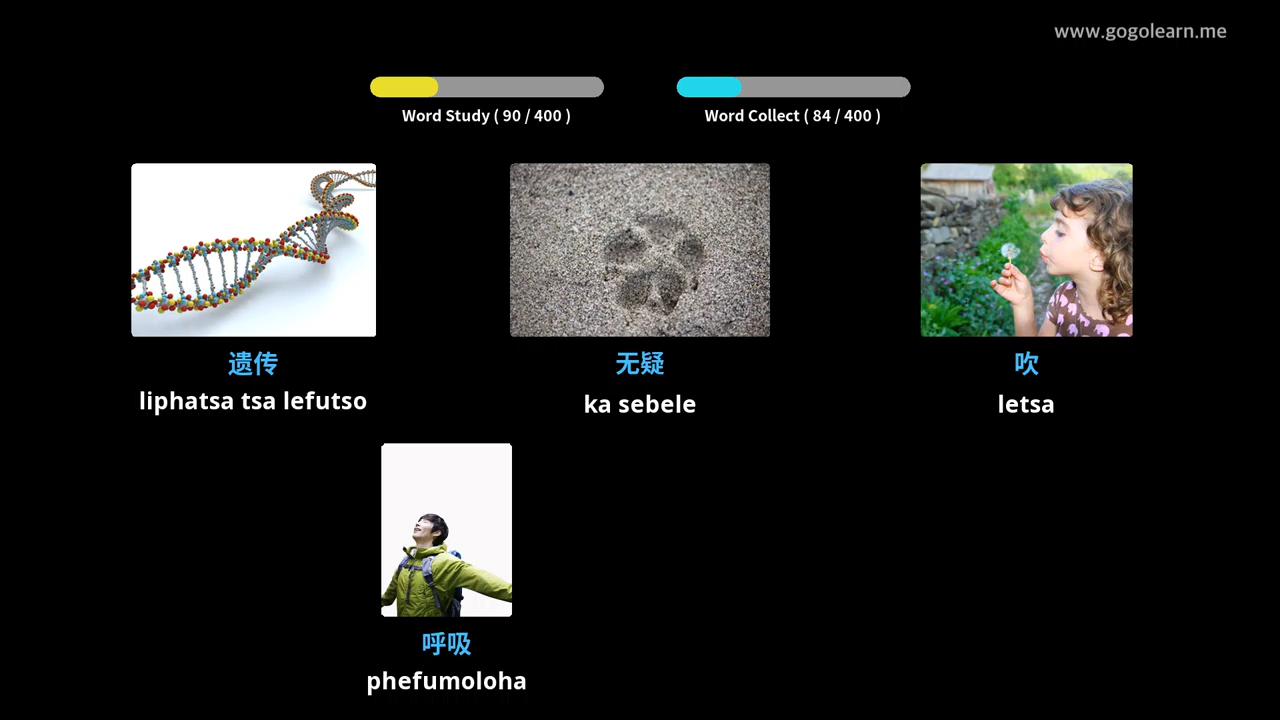 www.gogolearn.me
Word Study ( 90 / 400 )
Word Collect ( 84 / 400 )
遗传
liphatsa tsa lefutso
无疑
ka sebele
吹
letsa
呼吸
phefumoloha